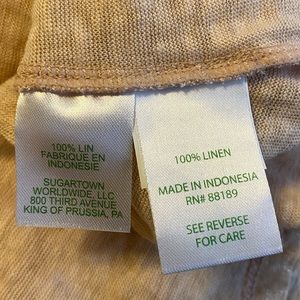 100% LIN
FABRIQUE EN
INDONESIE
SUGARTOWN
WORLDWIDE, LLC
800 THIRD AVENUE
KING OF PRUSSIA, PA
100% LINEN
MADE IN INDONESIA
RN# 88189
SEE REVERSE
FOR CARE